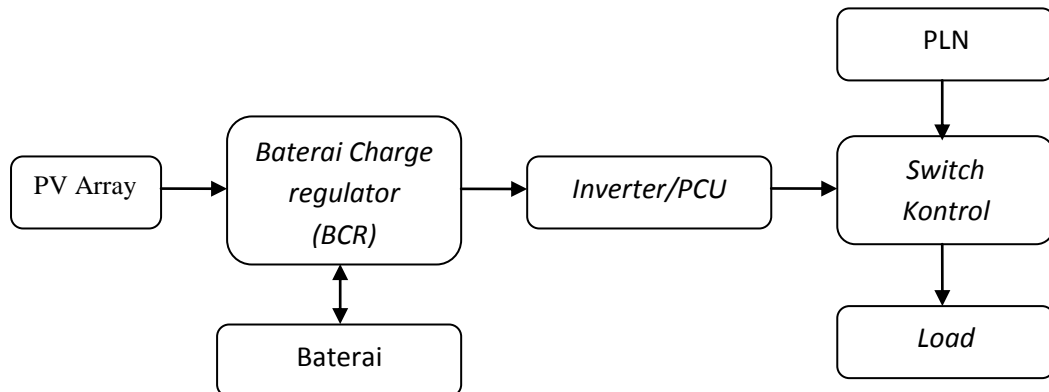 PLN
PV Array
Baterai Charge
regulator
(BCR)
Inverter/PCU
Switch
Kontrol
Baterai
Load